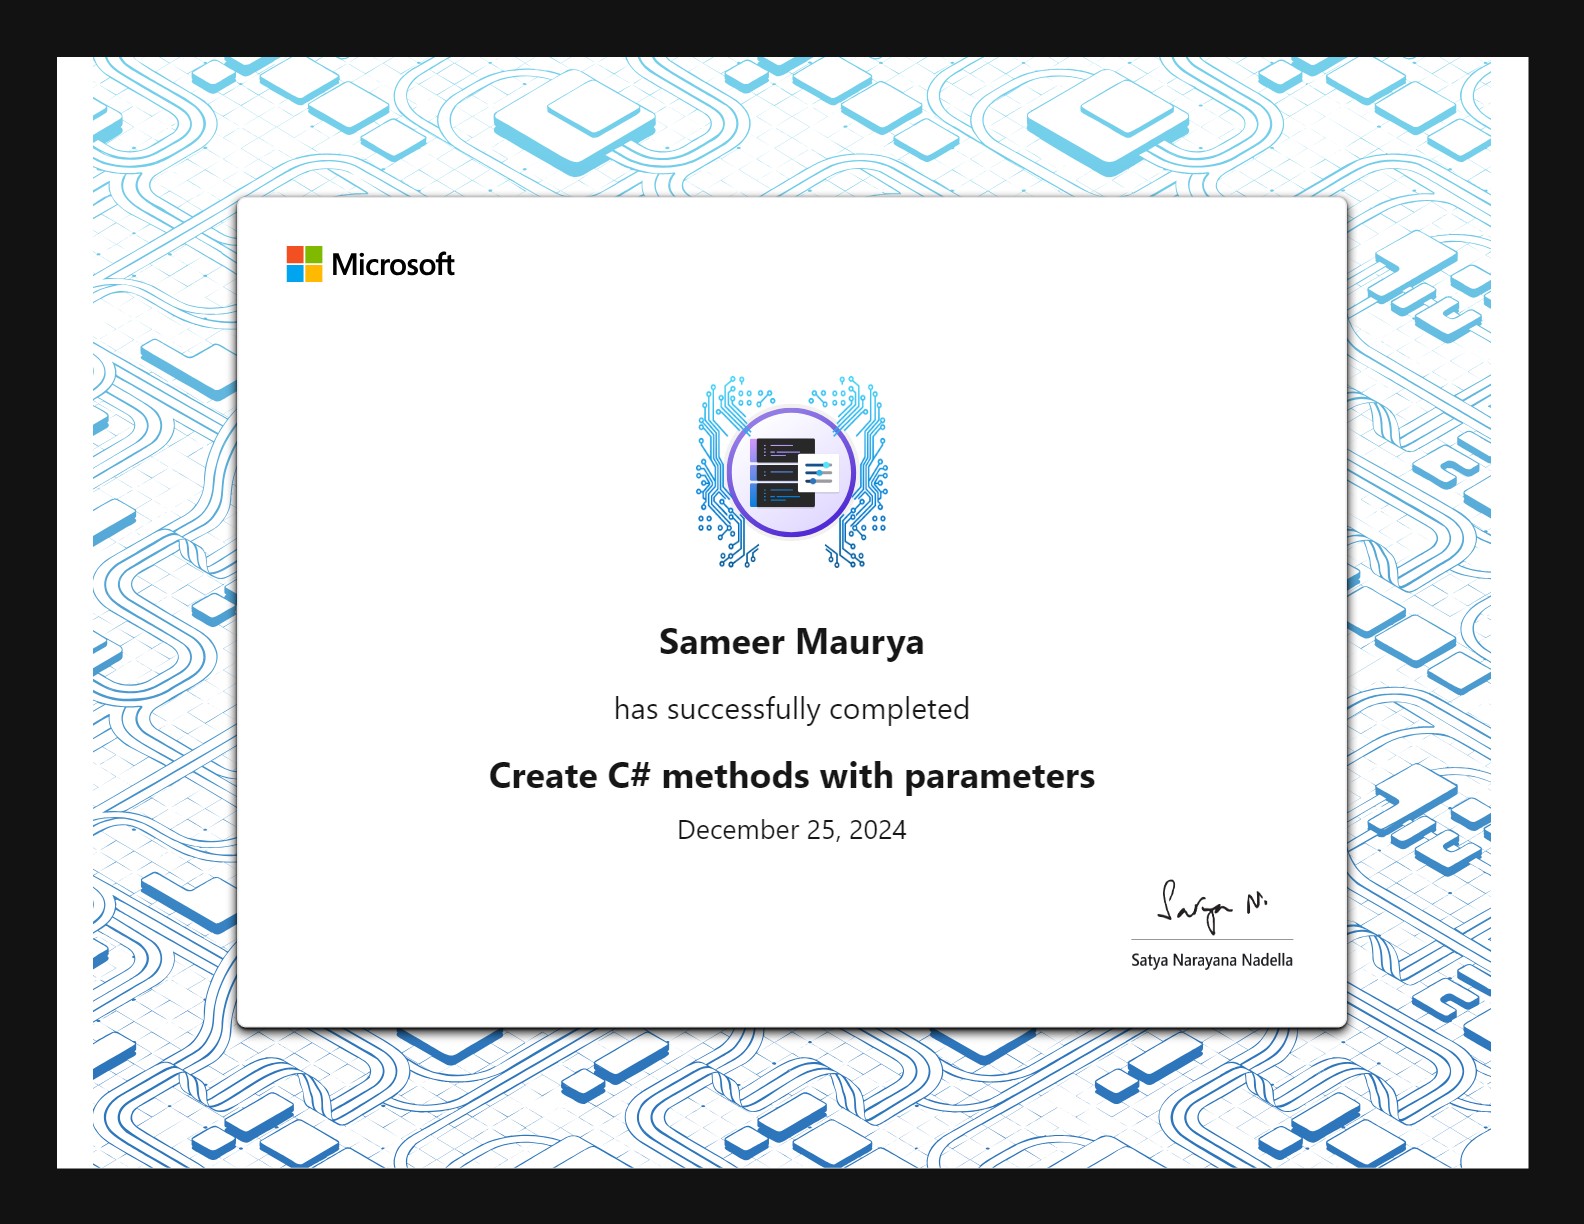 Microsoft
Sameer Maurya
has successfully completed
Create C# methods with parameters
December 25, 2024
Satya N.
Satya Narayana Nadella